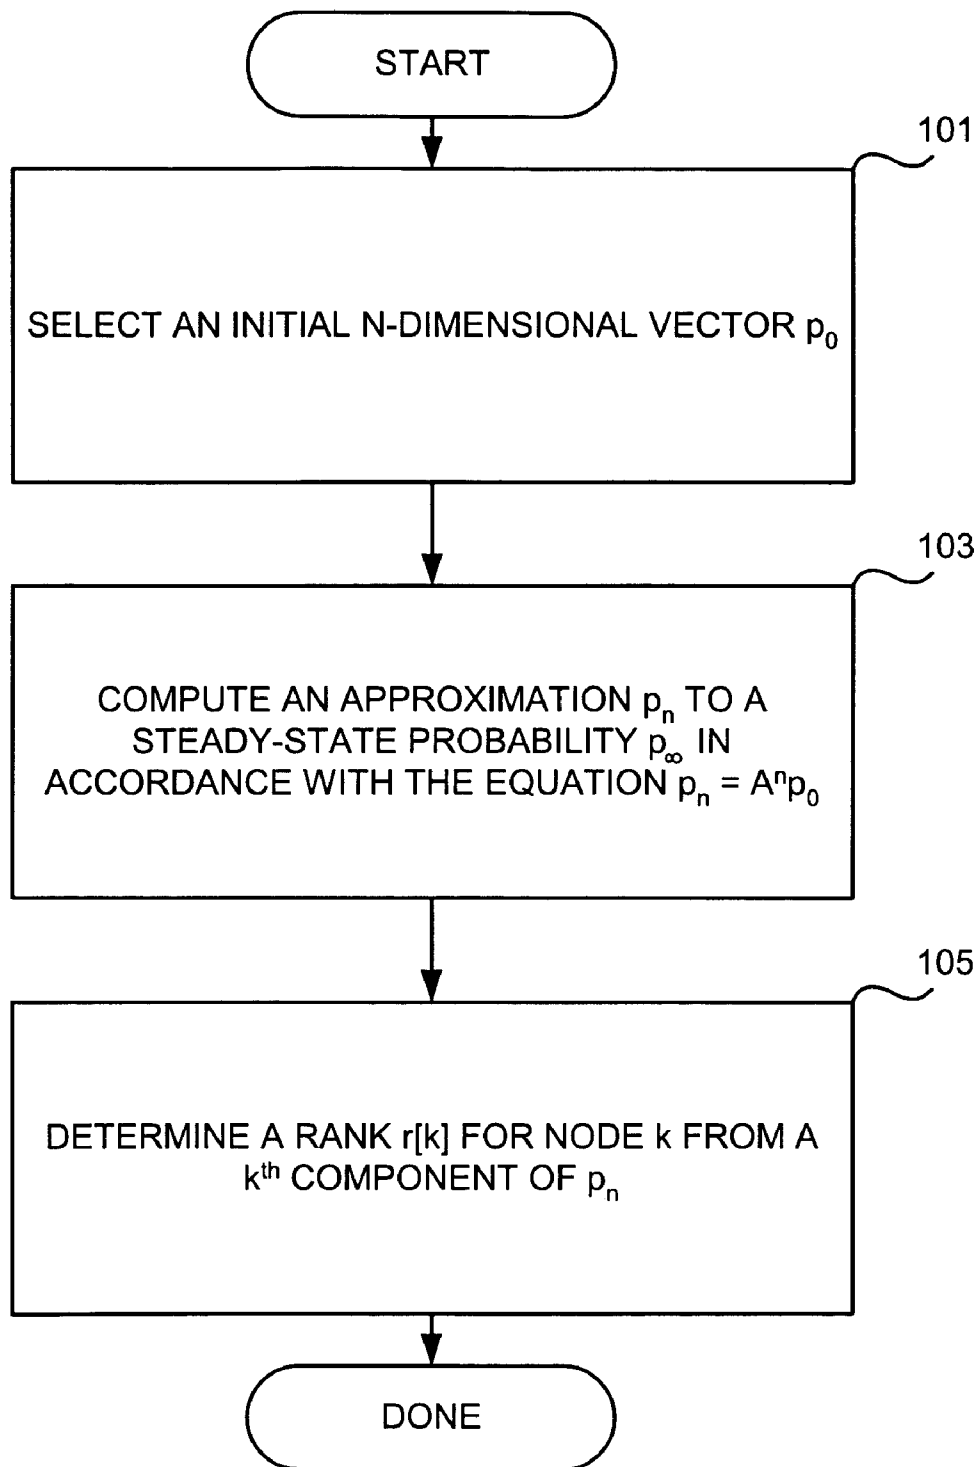 START
101
SELECT AN INITIAL N-DIMENSIONAL VECTOR p₀
103
COMPUTE AN APPROXIMATION pₙ TO A
STEADY-STATE PROBABILITY p∞ IN
ACCORDANCE WITH THE EQUATION pₙ = Aⁿp₀
105
DETERMINE A RANK r[k] FOR NODE k FROM A
kᵗʰ COMPONENT OF pₙ
DONE